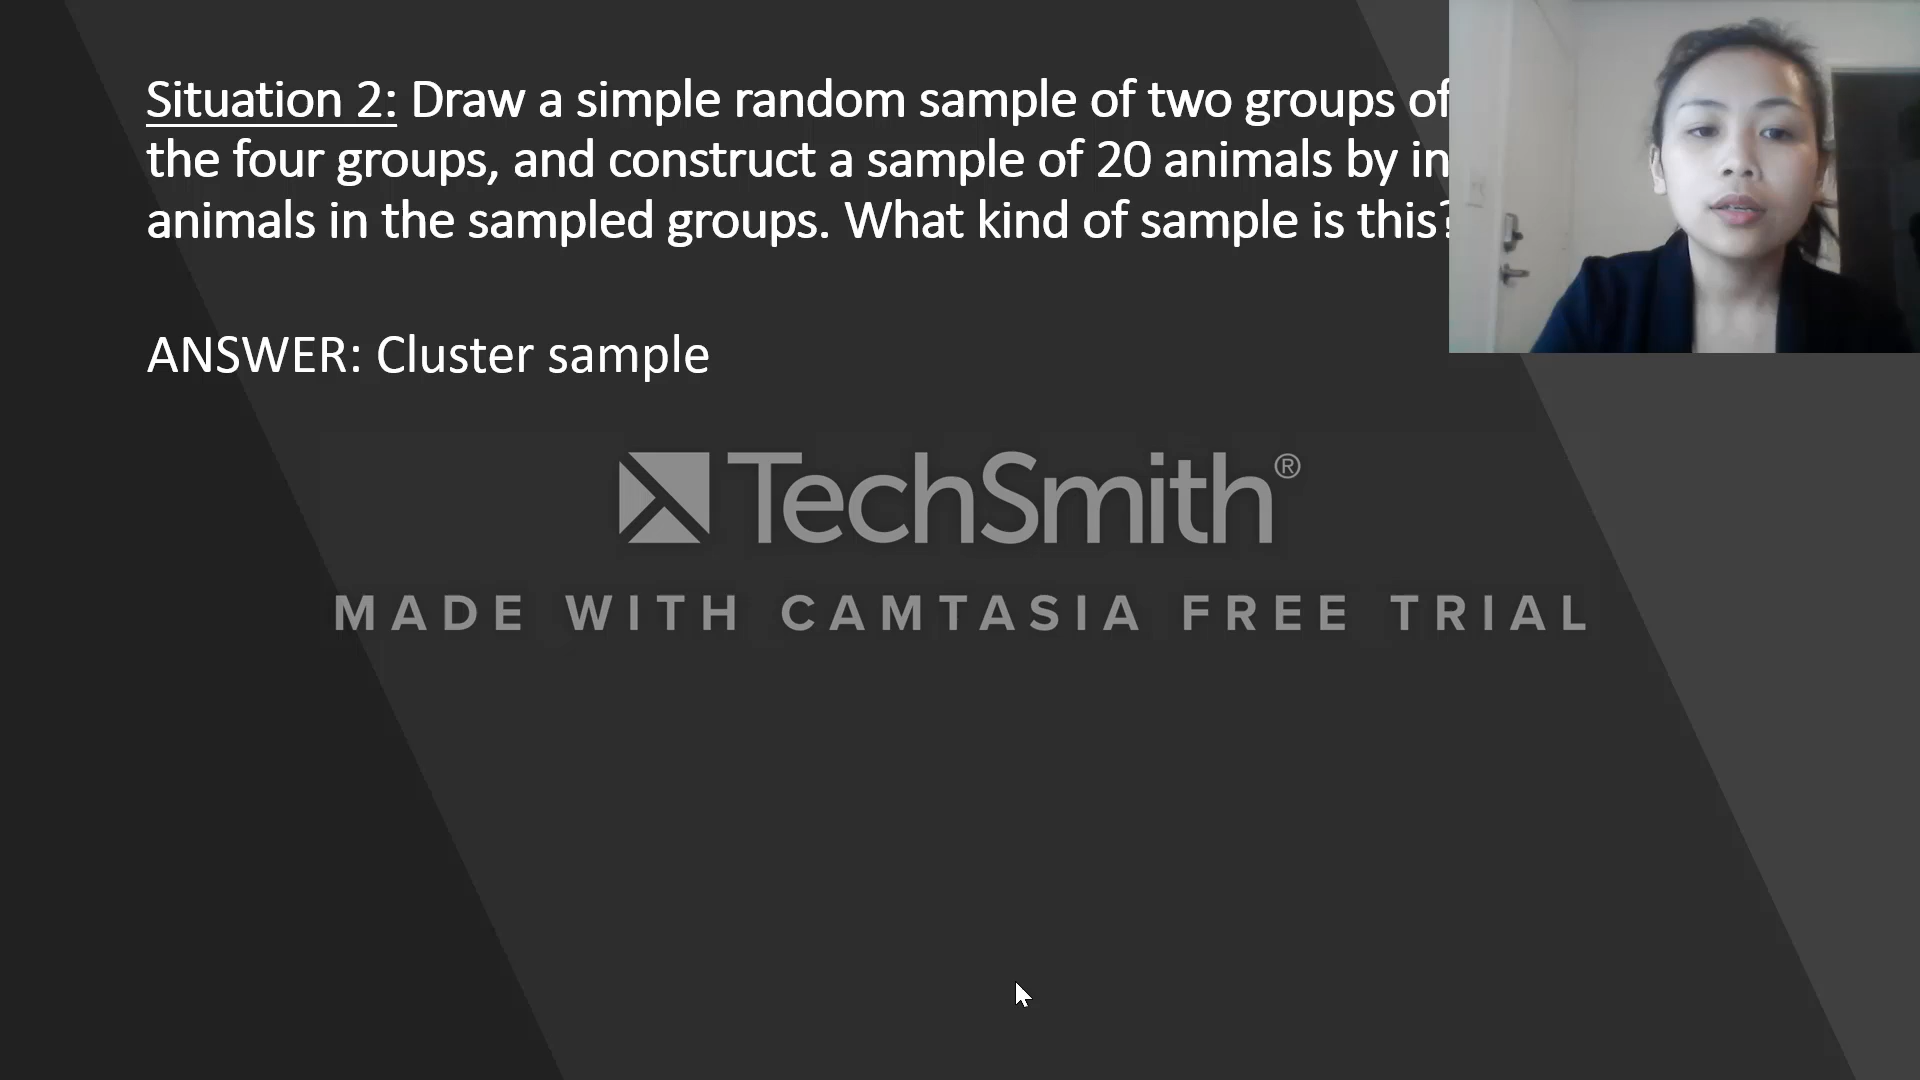 Situation 2: Draw a simple random sample of two groups of
the four groups, and construct a sample of 20 animals by
animals in the sampled groups. What kind of sample is this?
ANSWER: Cluster sample
TechSmith®
MADE WITH CAMTASIA FREE TRIAL